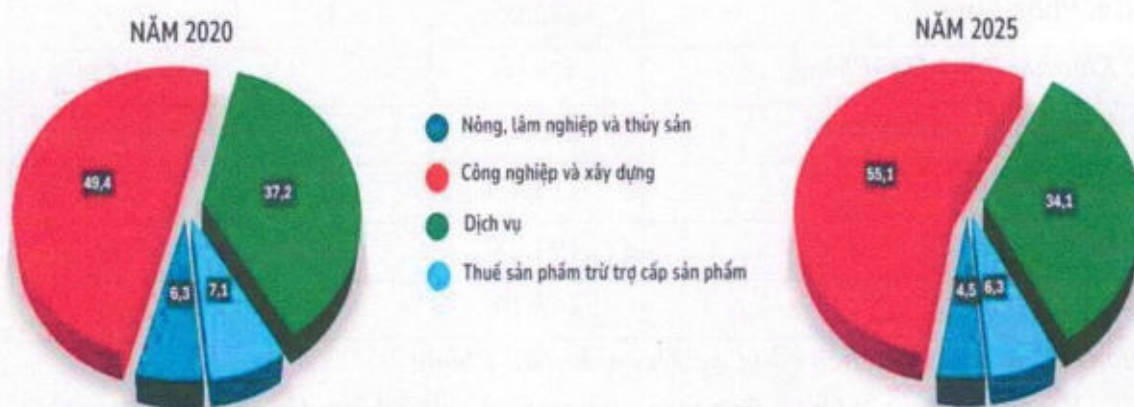 NĂM 2020
49,4
37,2
6,3
7,1
Nông, lâm nghiệp và thủy sản
Công nghiệp và xây dựng
Dịch vụ
Thuế sản phẩm trừ trợ cấp sản phẩm
NĂM 2025
55,1
34,1
4,5
6,3